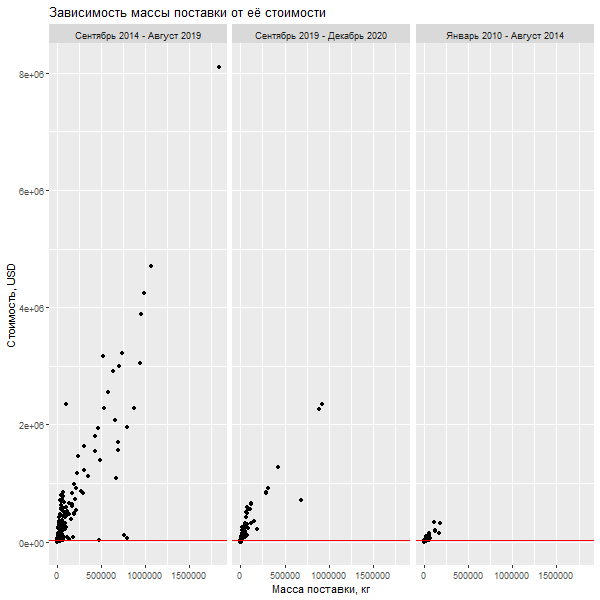 Зависимость массы поставки от её стоимости
Сентябрь 2014 - Август 2019
Сентябрь 2019 - Декабрь 2020
Январь 2010 - Август 2014
8e+06
6e+06
4e+06
2e+06
0e+00
Стоимость, USD
0 500000 1000000 1500000
0 500000 1000000 1500000
0 500000 1000000 1500000
Масса поставки, кг